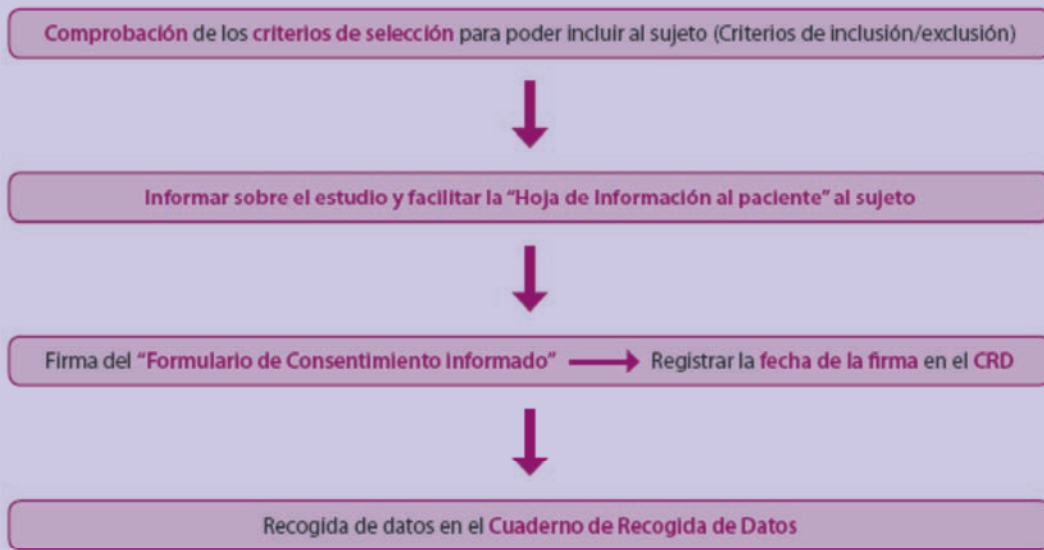 Comprobación de los criterios de selección para poder incluir al sujeto (Criterios de inclusión/exclusión)
Informar sobre el estudio y facilitar la “Hoja de Información al paciente” al sujeto
Firma del “Formulario de Consentimiento informado” → Registrar la fecha de la firma en el CRD
Recogida de datos en el Cuaderno de Recogida de Datos